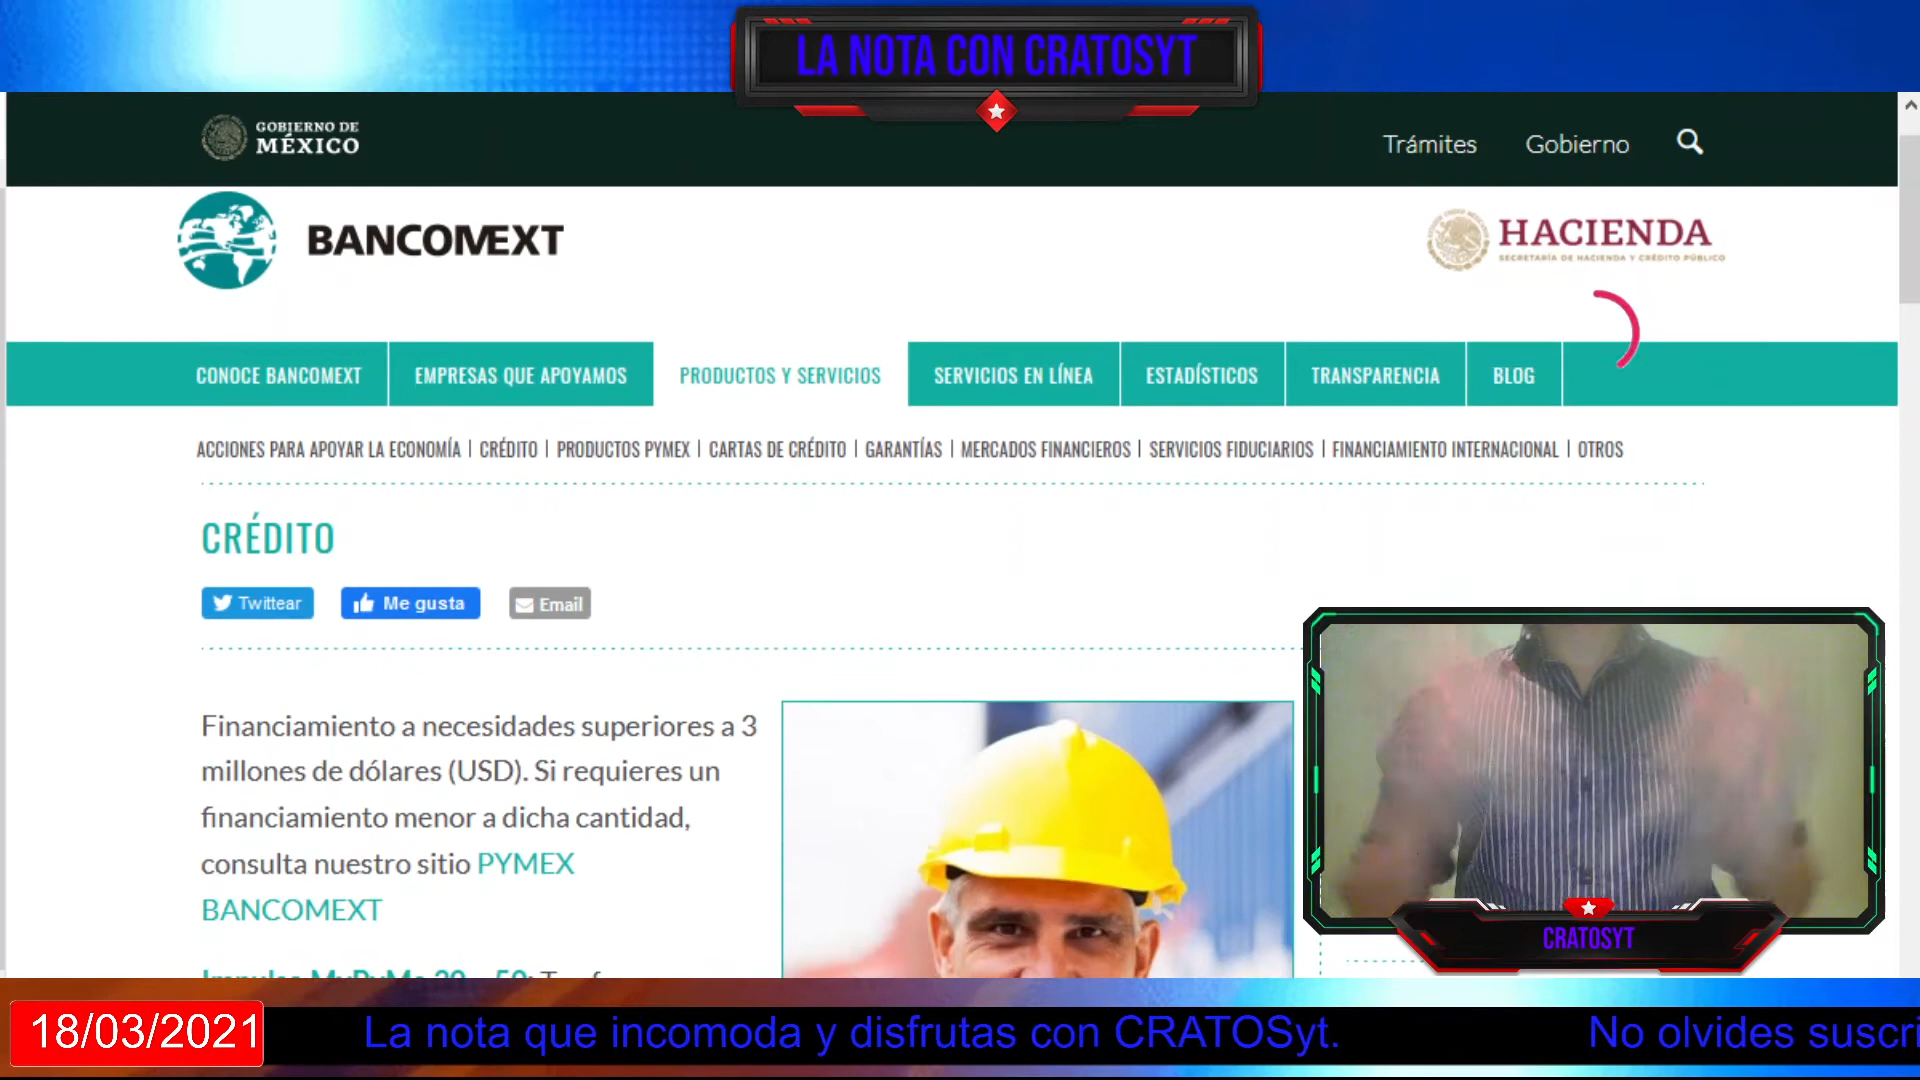 LA NOTA CON CRATOSYT
GOBIERNO DE
MÉXICO
Trámites
Gobierno
BANCOMEXT
HACIENDA
SECRETARÍA DE HACIENDA Y CRÉDITO PÚBLICO
CONOCE BANCOMEXT
EMPRESAS QUE APOYAMOS
PRODUCTOS Y SERVICIOS
SERVICIOS EN LÍNEA
ESTADÍSTICOS
TRANSPARENCIA
BLOG
ACCIONES PARA APOYAR LA ECONOMÍA | CRÉDITO | PRODUCTOS PYMEX | CARTAS DE CRÉDITO | GARANTÍAS | MERCADOS FINANCIEROS | SERVICIOS FIDUCIARIOS | FINANCIAMIENTO INTERNACIONAL | OTROS
CRÉDITO
Twittear
Me gusta
Email
Financiamiento a necesidades superiores a 3
millones de dólares (USD). Si requieres un
financiamiento menor a dicha cantidad,
consulta nuestro sitio PYMEX
BANCOMEXT
CRATOSYT
18/03/2021
La nota que incomoda y disfrutas con CRATOSyt.
No olvides suscri